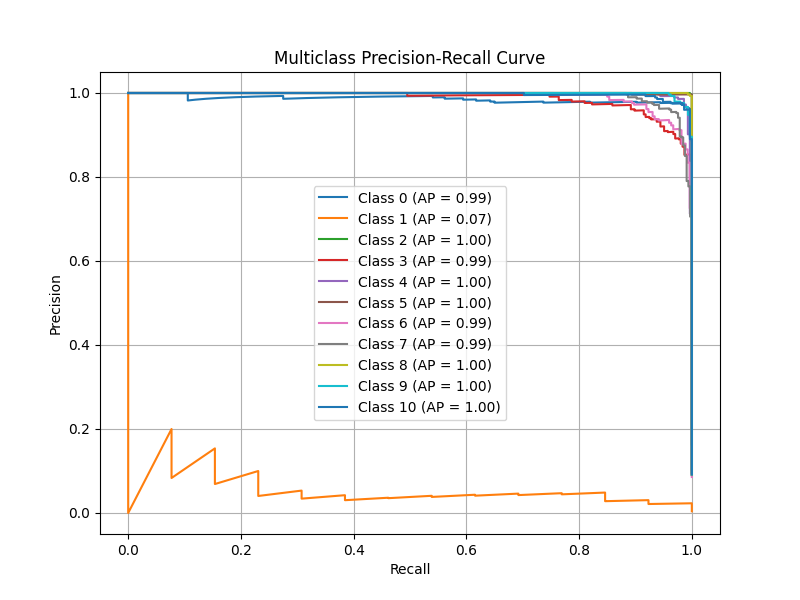 Multiclass Precision-Recall Curve
Precision
1.0
0.8
0.6
0.4
0.2
0.0
Class 0 (AP = 0.99)
Class 1 (AP = 0.07)
Class 2 (AP = 1.00)
Class 3 (AP = 0.99)
Class 4 (AP = 1.00)
Class 5 (AP = 1.00)
Class 6 (AP = 0.99)
Class 7 (AP = 0.99)
Class 8 (AP = 1.00)
Class 9 (AP = 1.00)
Class 10 (AP = 1.00)
0.0 0.2 0.4 0.6 0.8 1.0
Recall